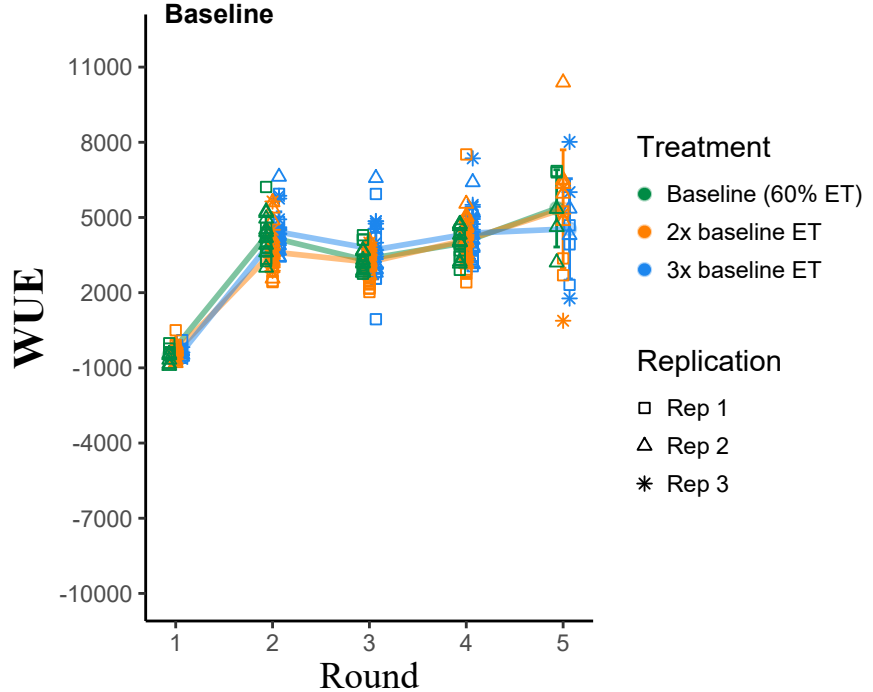 Baseline
11000
8000
5000
2000
-1000
-4000
-7000
-10000
WUE
1 2 3 4 5
Round
Treatment
Baseline (60% ET)
2x baseline ET
3x baseline ET
Replication
Rep 1
Rep 2
Rep 3